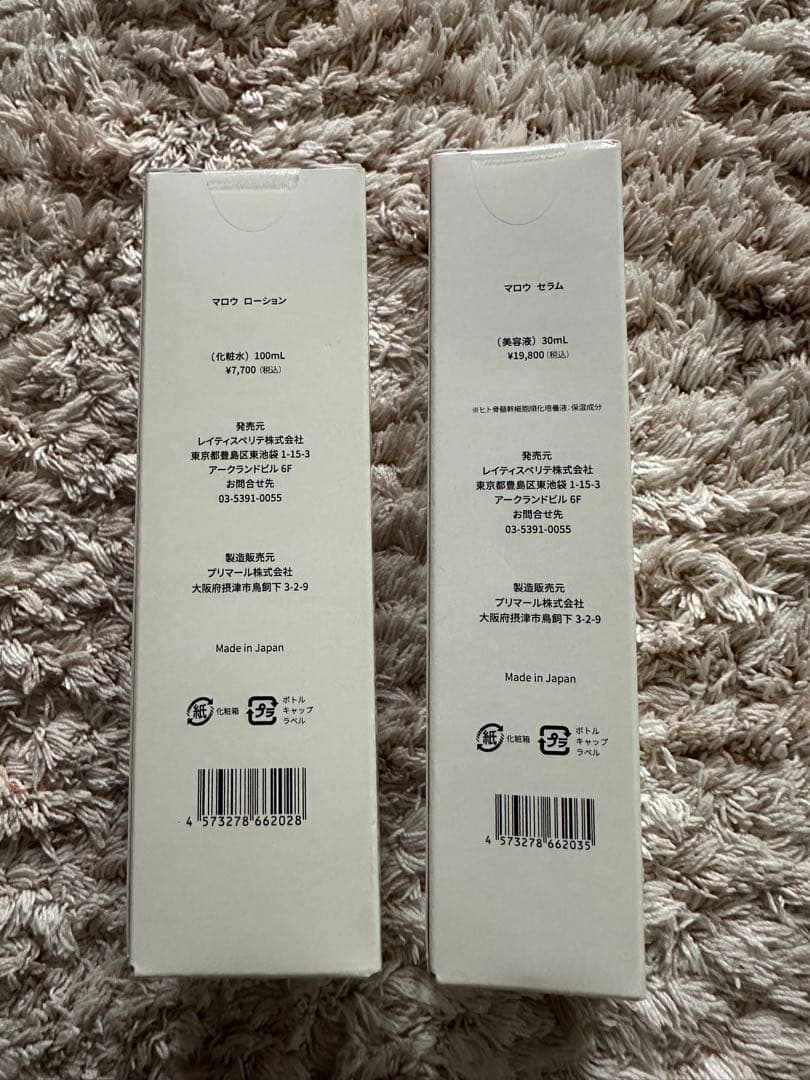 マロウ ローション
（化粧水）100mL
¥7,700（税込）
発売元
レイティスペリテ株式会社
東京都豊島区東池袋 1-15-3
アークランドビル 6F
お問合せ先
03-5391-0055
製造販売元
プリマール株式会社
大阪府摂津市鳥飼下 3-2-9
Made in Japan
紙 化粧箱
プラ
ボトル
キャップ
ラベル
4 573278 662028
マロウ セラム
（美容液）30mL
¥19,800（税込）
※ヒト骨髄幹細胞順化培養液：保湿成分
発売元
レイティスペリテ株式会社
東京都豊島区東池袋 1-15-3
アークランドビル 6F
お問合せ先
03-5391-0055
製造販売元
プリマール株式会社
大阪府摂津市鳥飼下 3-2-9
Made in Japan
紙 化粧箱
プラ
ボトル
キャップ
ラベル
4 573278 662035